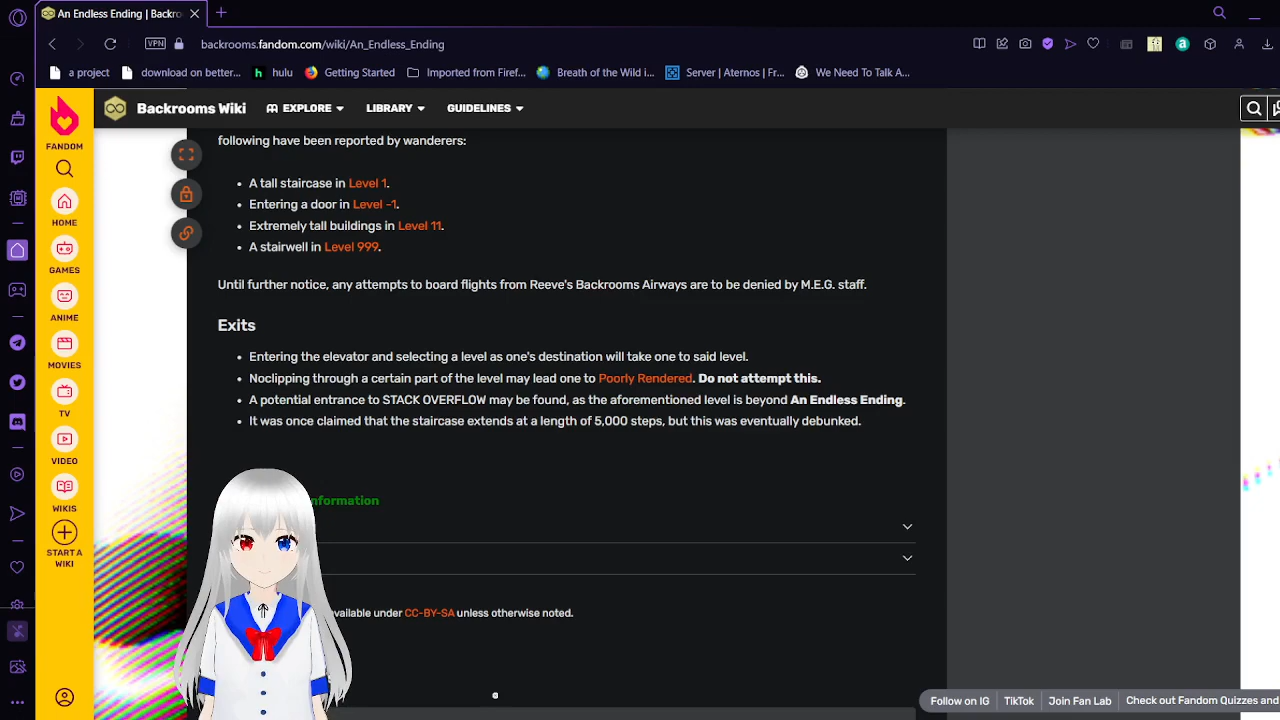 An Endless Ending | Backro
VPN
backrooms.fandom.com/wiki/An_Endless_Ending
a project
download on better...
hulu
Getting Started
Imported from Firef...
Breath of the Wild i...
Server | Aternos | Fr...
We Need To Talk A...
Backrooms Wiki
EXPLORE
LIBRARY
GUIDELINES
FANDOM
HOME
GAMES
ANIME
MOVIES
TV
VIDEO
WIKIS
START A
WIKI
following have been reported by wanderers:
A tall staircase in Level 1.
Entering a door in Level -1.
Extremely tall buildings in Level 11.
A stairwell in Level 999.
Until further notice, any attempts to board flights from Reeve's Backrooms Airways are to be denied by M.E.G. staff.
Exits
Entering the elevator and selecting a level as one's destination will take one to said level.
Noclipping through a certain part of the level may lead one to Poorly Rendered. Do not attempt this.
A potential entrance to STACK OVERFLOW may be found, as the aforementioned level is beyond An Endless Ending.
It was once claimed that the staircase extends at a length of 5,000 steps, but this was eventually debunked.
nformation
vailable under CC-BY-SA unless otherwise noted.
Follow on IG
TikTok
Join Fan Lab
Check out Fandom Quizzes and